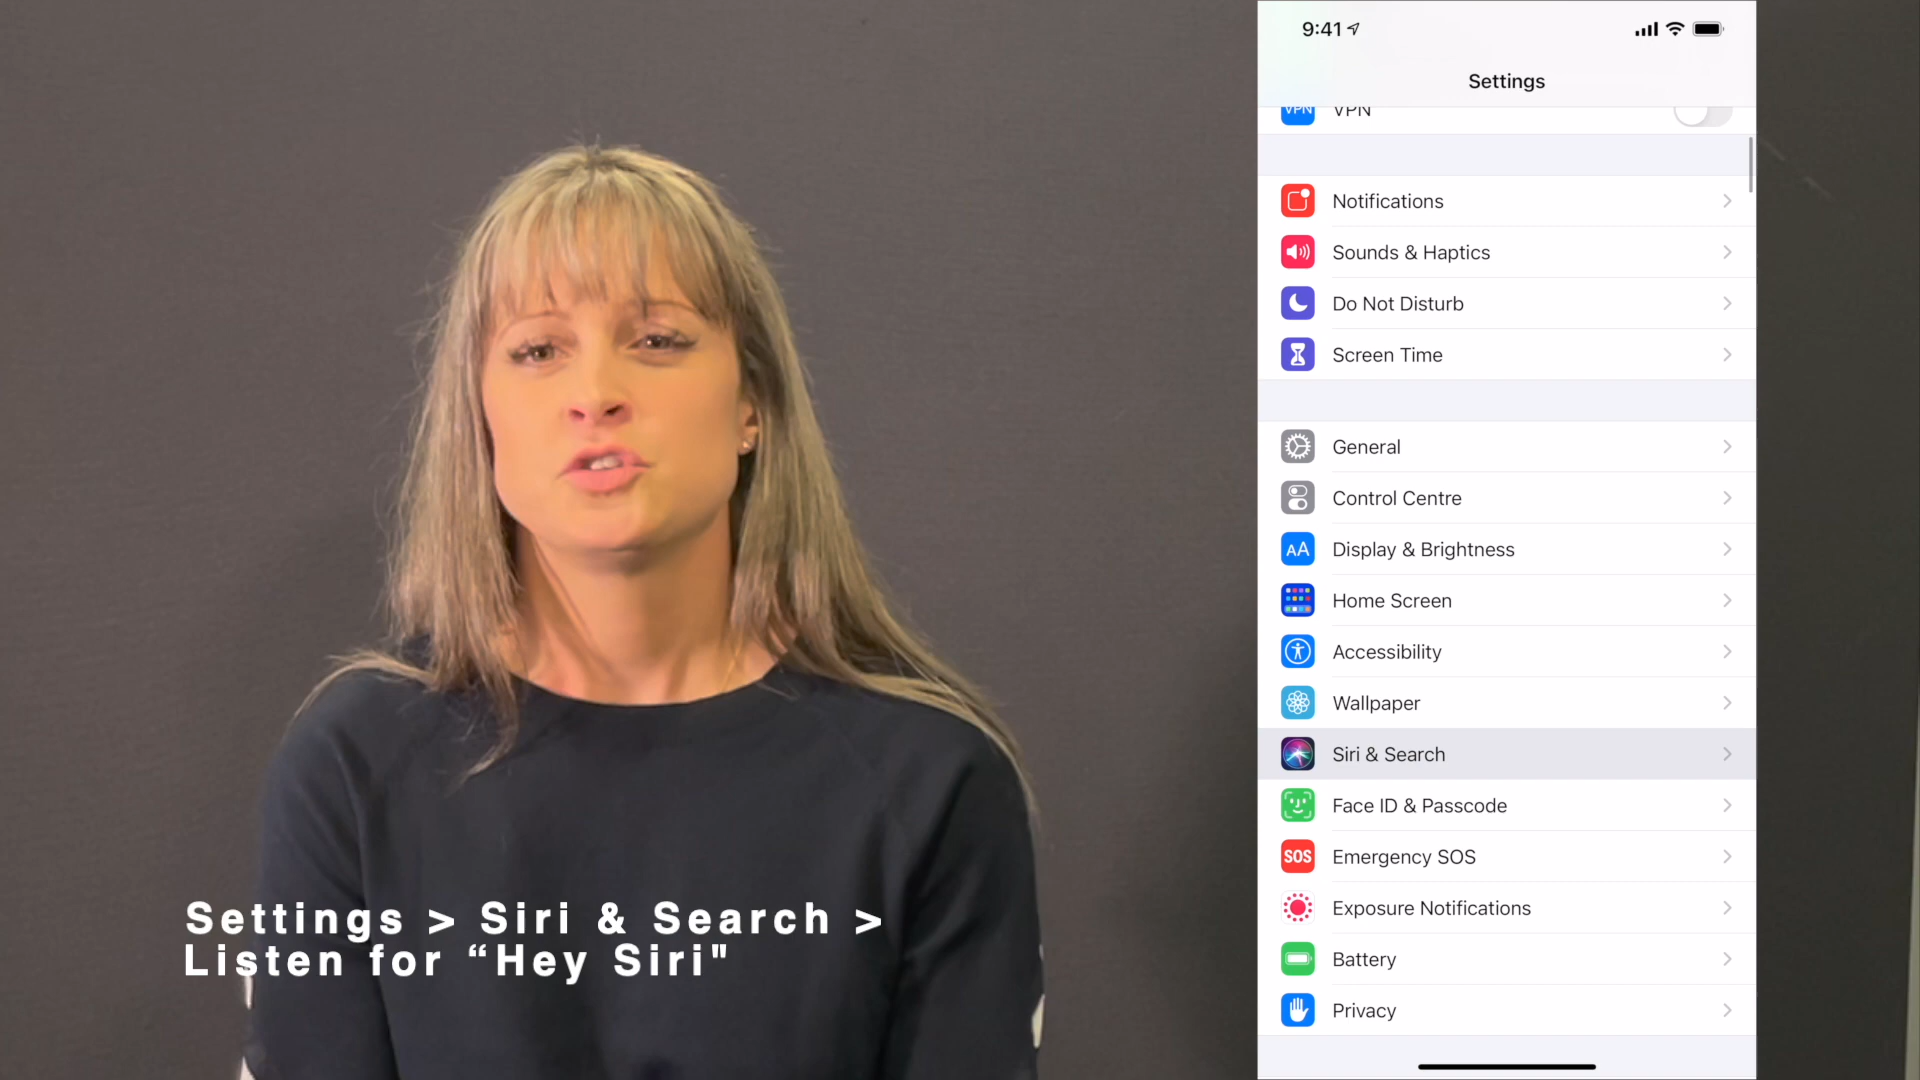 9:41
Settings
VPN VPN
Notifications
Sounds & Haptics
Do Not Disturb
Screen Time
General
Control Centre
AA Display & Brightness
Home Screen
Accessibility
Wallpaper
Siri & Search
Face ID & Passcode
SOS Emergency SOS
Exposure Notifications
Battery
Privacy
Settings > Siri & Search >
Listen for “Hey Siri"